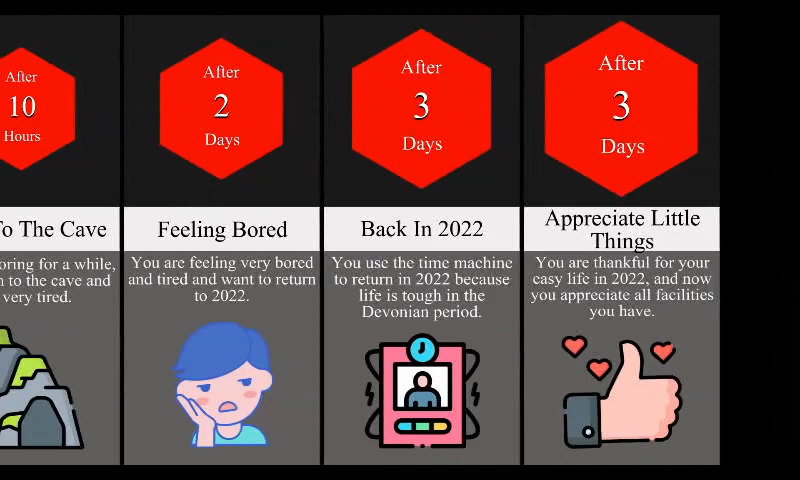 After
10
Hours
To The Cave
for a while,
to the cave and
very tired.
After
2
Days
Feeling Bored
You are feeling very bored
and tired and want to return
to 2022.
After
3
Days
Back In 2022
You use the time machine
to return in 2022 because
life is tough in the
Devonian period.
After
3
Days
Appreciate Little
Things
You are thankful for your
easy life in 2022, and now
you appreciate all facilities
you have.